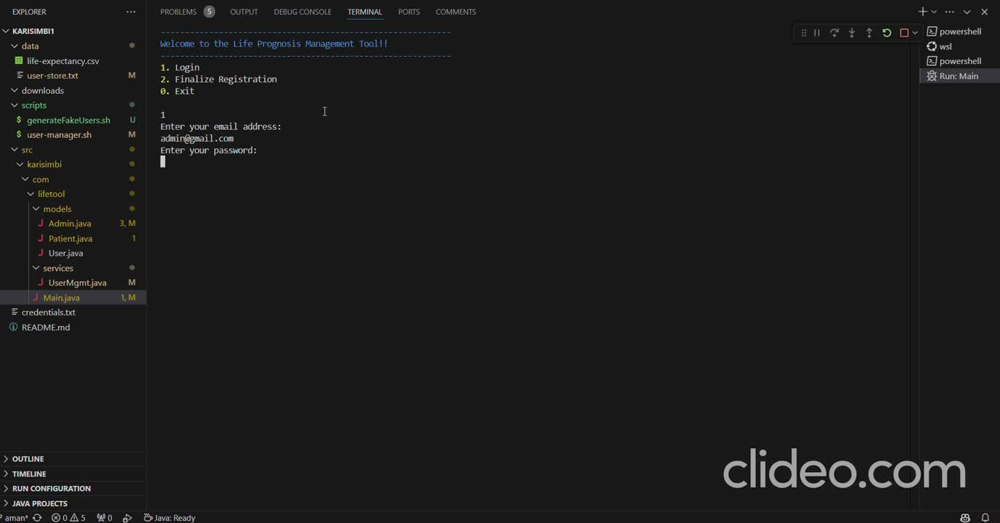 EXPLORER
KARISIMBI1
data
life-expectancy.csv
user-store.txt M
downloads
scripts
$ generateFakeUsers.sh U
$ user-manager.sh M
src
karisimbi
com
lifetool
models
J Admin.java 3, M
J Patient.java 1
J User.java
services
J UserMgmt.java M
J Main.java 1, M
credentials.txt
README.md
OUTLINE
TIMELINE
RUN CONFIGURATION
JAVA PROJECTS
PROBLEMS 5 OUTPUT DEBUG CONSOLE TERMINAL PORTS COMMENTS
------------------------------------------------------------
Welcome to the Life Prognosis Management Tool!!
------------------------------------------------------------
1. Login
2. Finalize Registration
0. Exit
1
Enter your email address:
admin@gmail.com
Enter your password:
powershell
wsl
powershell
Run: Main
clideo.com
aman* 0 5 0 Java: Ready